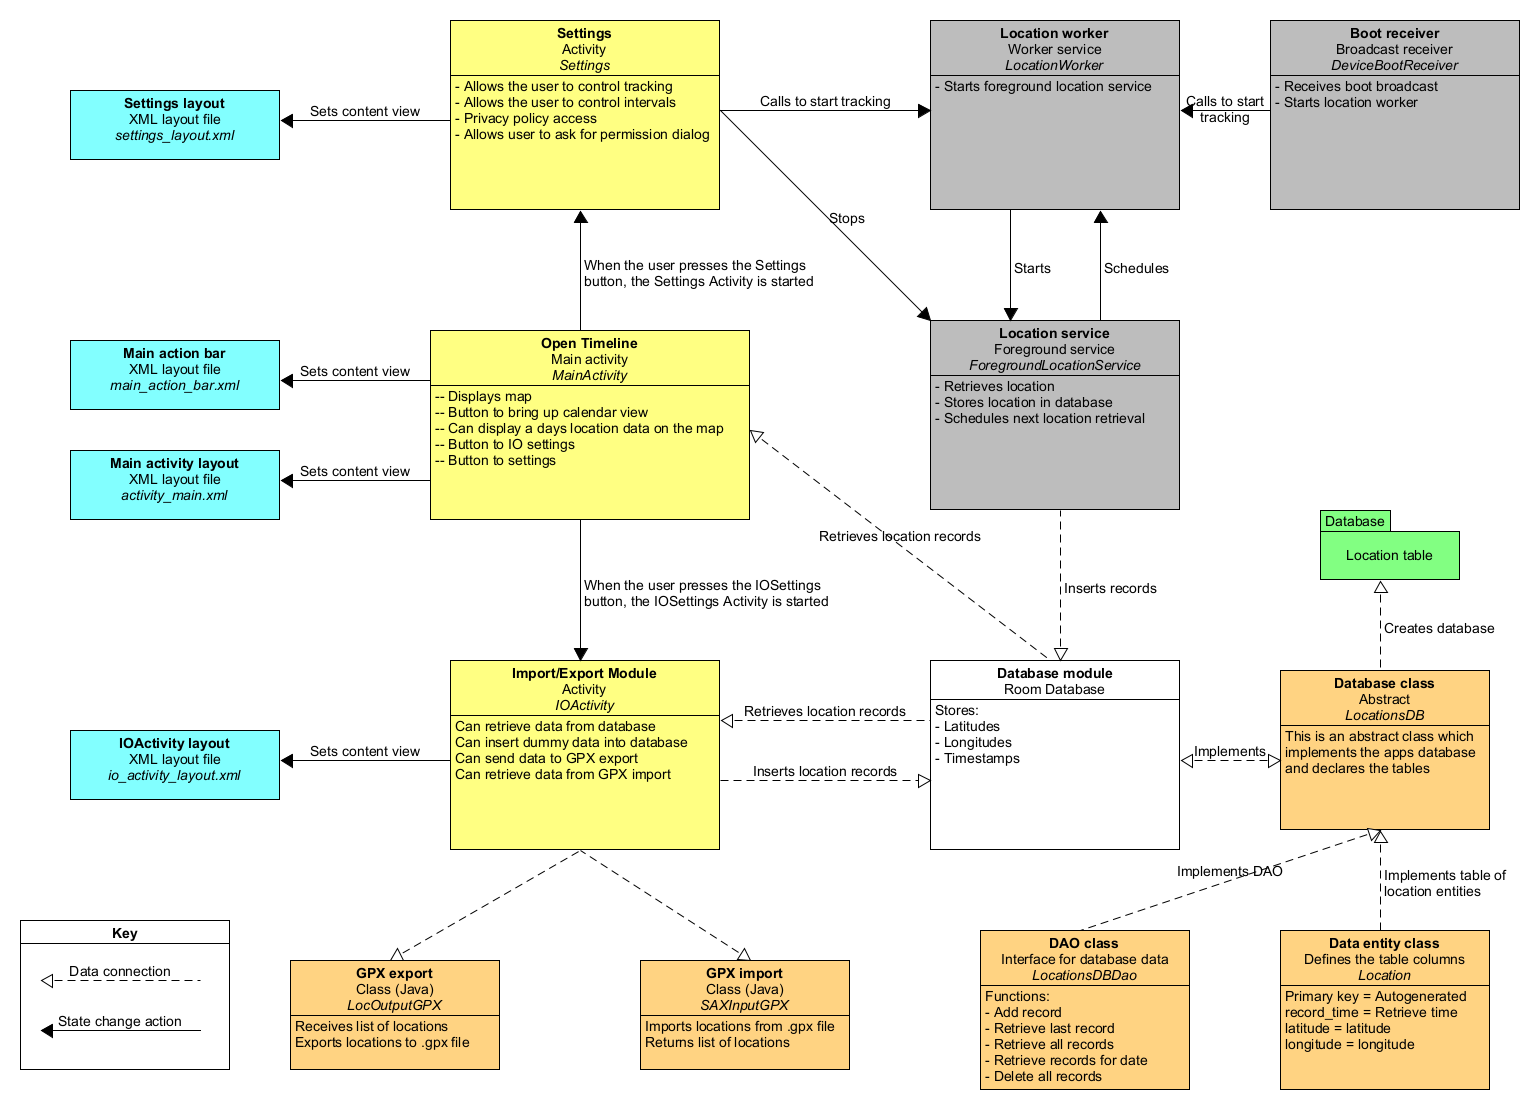 Settings
Activity
Settings
- Allows the user to control tracking
- Allows the user to control intervals
- Privacy policy access
- Allows user to ask for permission dialog
Location worker
Worker service
LocationWorker
- Starts foreground location service
Boot receiver
Broadcast receiver
DeviceBootReceiver
- Receives boot broadcast
- Starts location worker
Settings layout
XML layout file
settings_layout.xml
Sets content view
Calls to start tracking
Calls to start
tracking
Stops
When the user presses the Settings
button, the Settings Activity is started
Starts
Schedules
Main action bar
XML layout file
main_action_bar.xml
Sets content view
Open Timeline
Main activity
MainActivity
-- Displays map
-- Button to bring up calendar view
-- Can display a days location data on the map
-- Button to IO settings
-- Button to settings
Location service
Foreground service
ForegroundLocationService
- Retrieves location
- Stores location in database
- Schedules next location retrieval
Main activity layout
XML layout file
activity_main.xml
Sets content view
Retrieves location records
Database
Location table
When the user presses the IOSettings
button, the IOSettings Activity is started
Inserts records
Creates database
Import/Export Module
Activity
IOActivity
Can retrieve data from database
Can insert dummy data into database
Can send data to GPX export
Can retrieve data from GPX import
Retrieves location records
Inserts location records
Database module
Room Database
Stores:
- Latitudes
- Longitudes
- Timestamps
Implements
Database class
Abstract
LocationsDB
This is an abstract class which
implements the apps database
and declares the tables
IOActivity layout
XML layout file
io_activity_layout.xml
Sets content view
Implements DAO
Implements table of
location entities
Key
Data connection
State change action
GPX export
Class (Java)
LocOutputGPX
Receives list of locations
Exports locations to .gpx file
GPX import
Class (Java)
SAXInputGPX
Imports locations from .gpx file
Returns list of locations
DAO class
Interface for database data
LocationsDBDao
Functions:
- Add record
- Retrieve last record
- Retrieve all records
- Retrieve records for date
- Delete all records
Data entity class
Defines the table columns
Location
Primary key = Autogenerated
record_time = Retrieve time
latitude = latitude
longitude = longitude